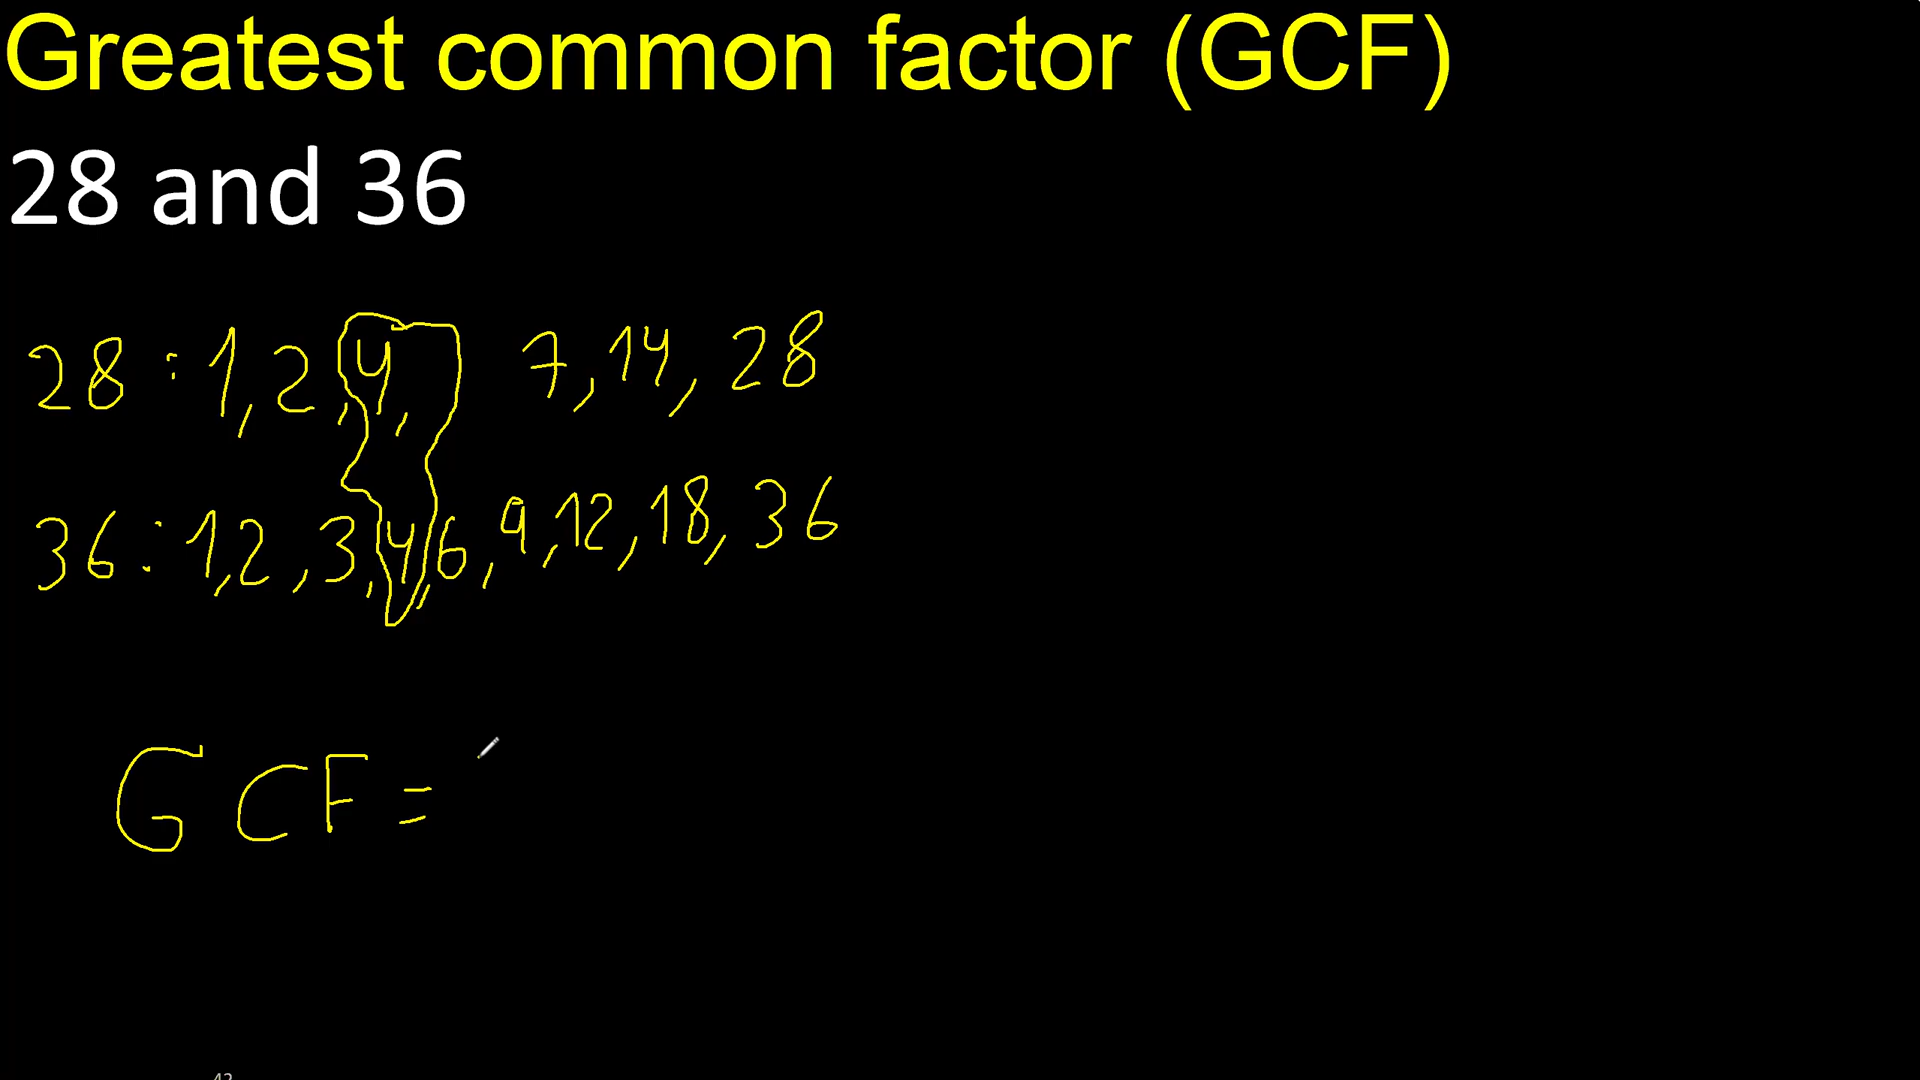 Greatest common factor (GCF)
28 and 36
28 : 1, 2, 4, 7, 14, 28
36 : 1, 2, 3, 4, 6, 9, 12, 18, 36
GCF =